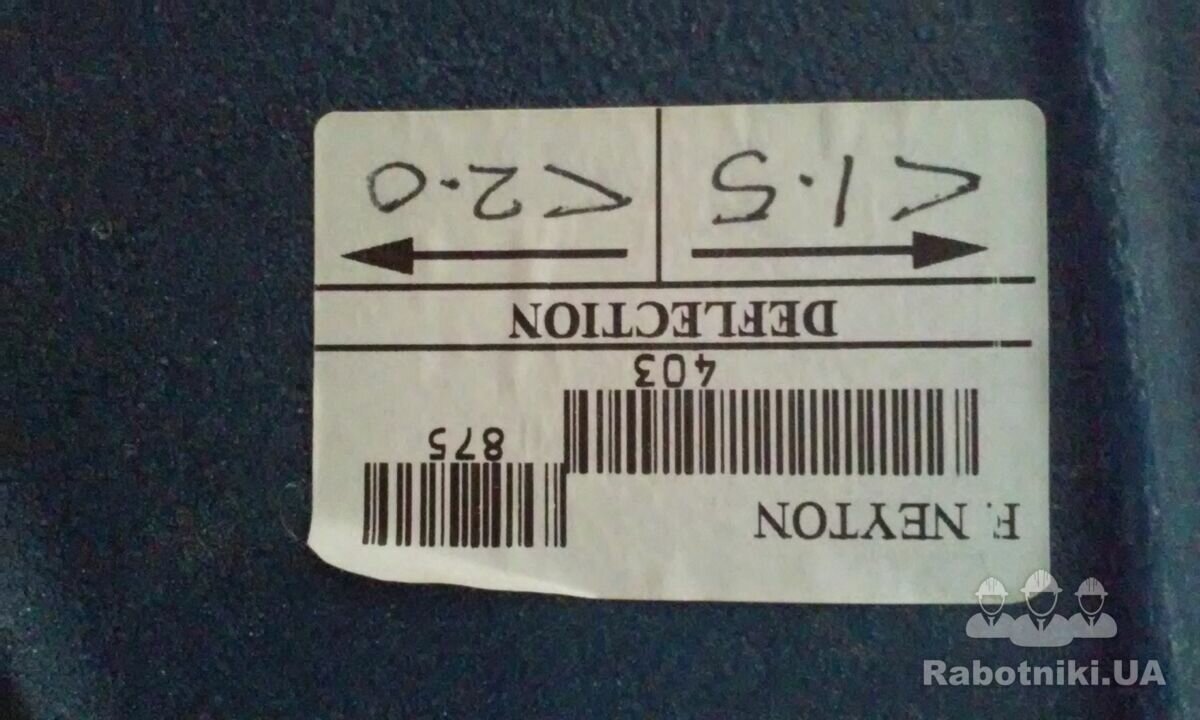 F. NEYTON
875
403
DEFLECTION
<1.5 <2.0
Rabotniki.UA